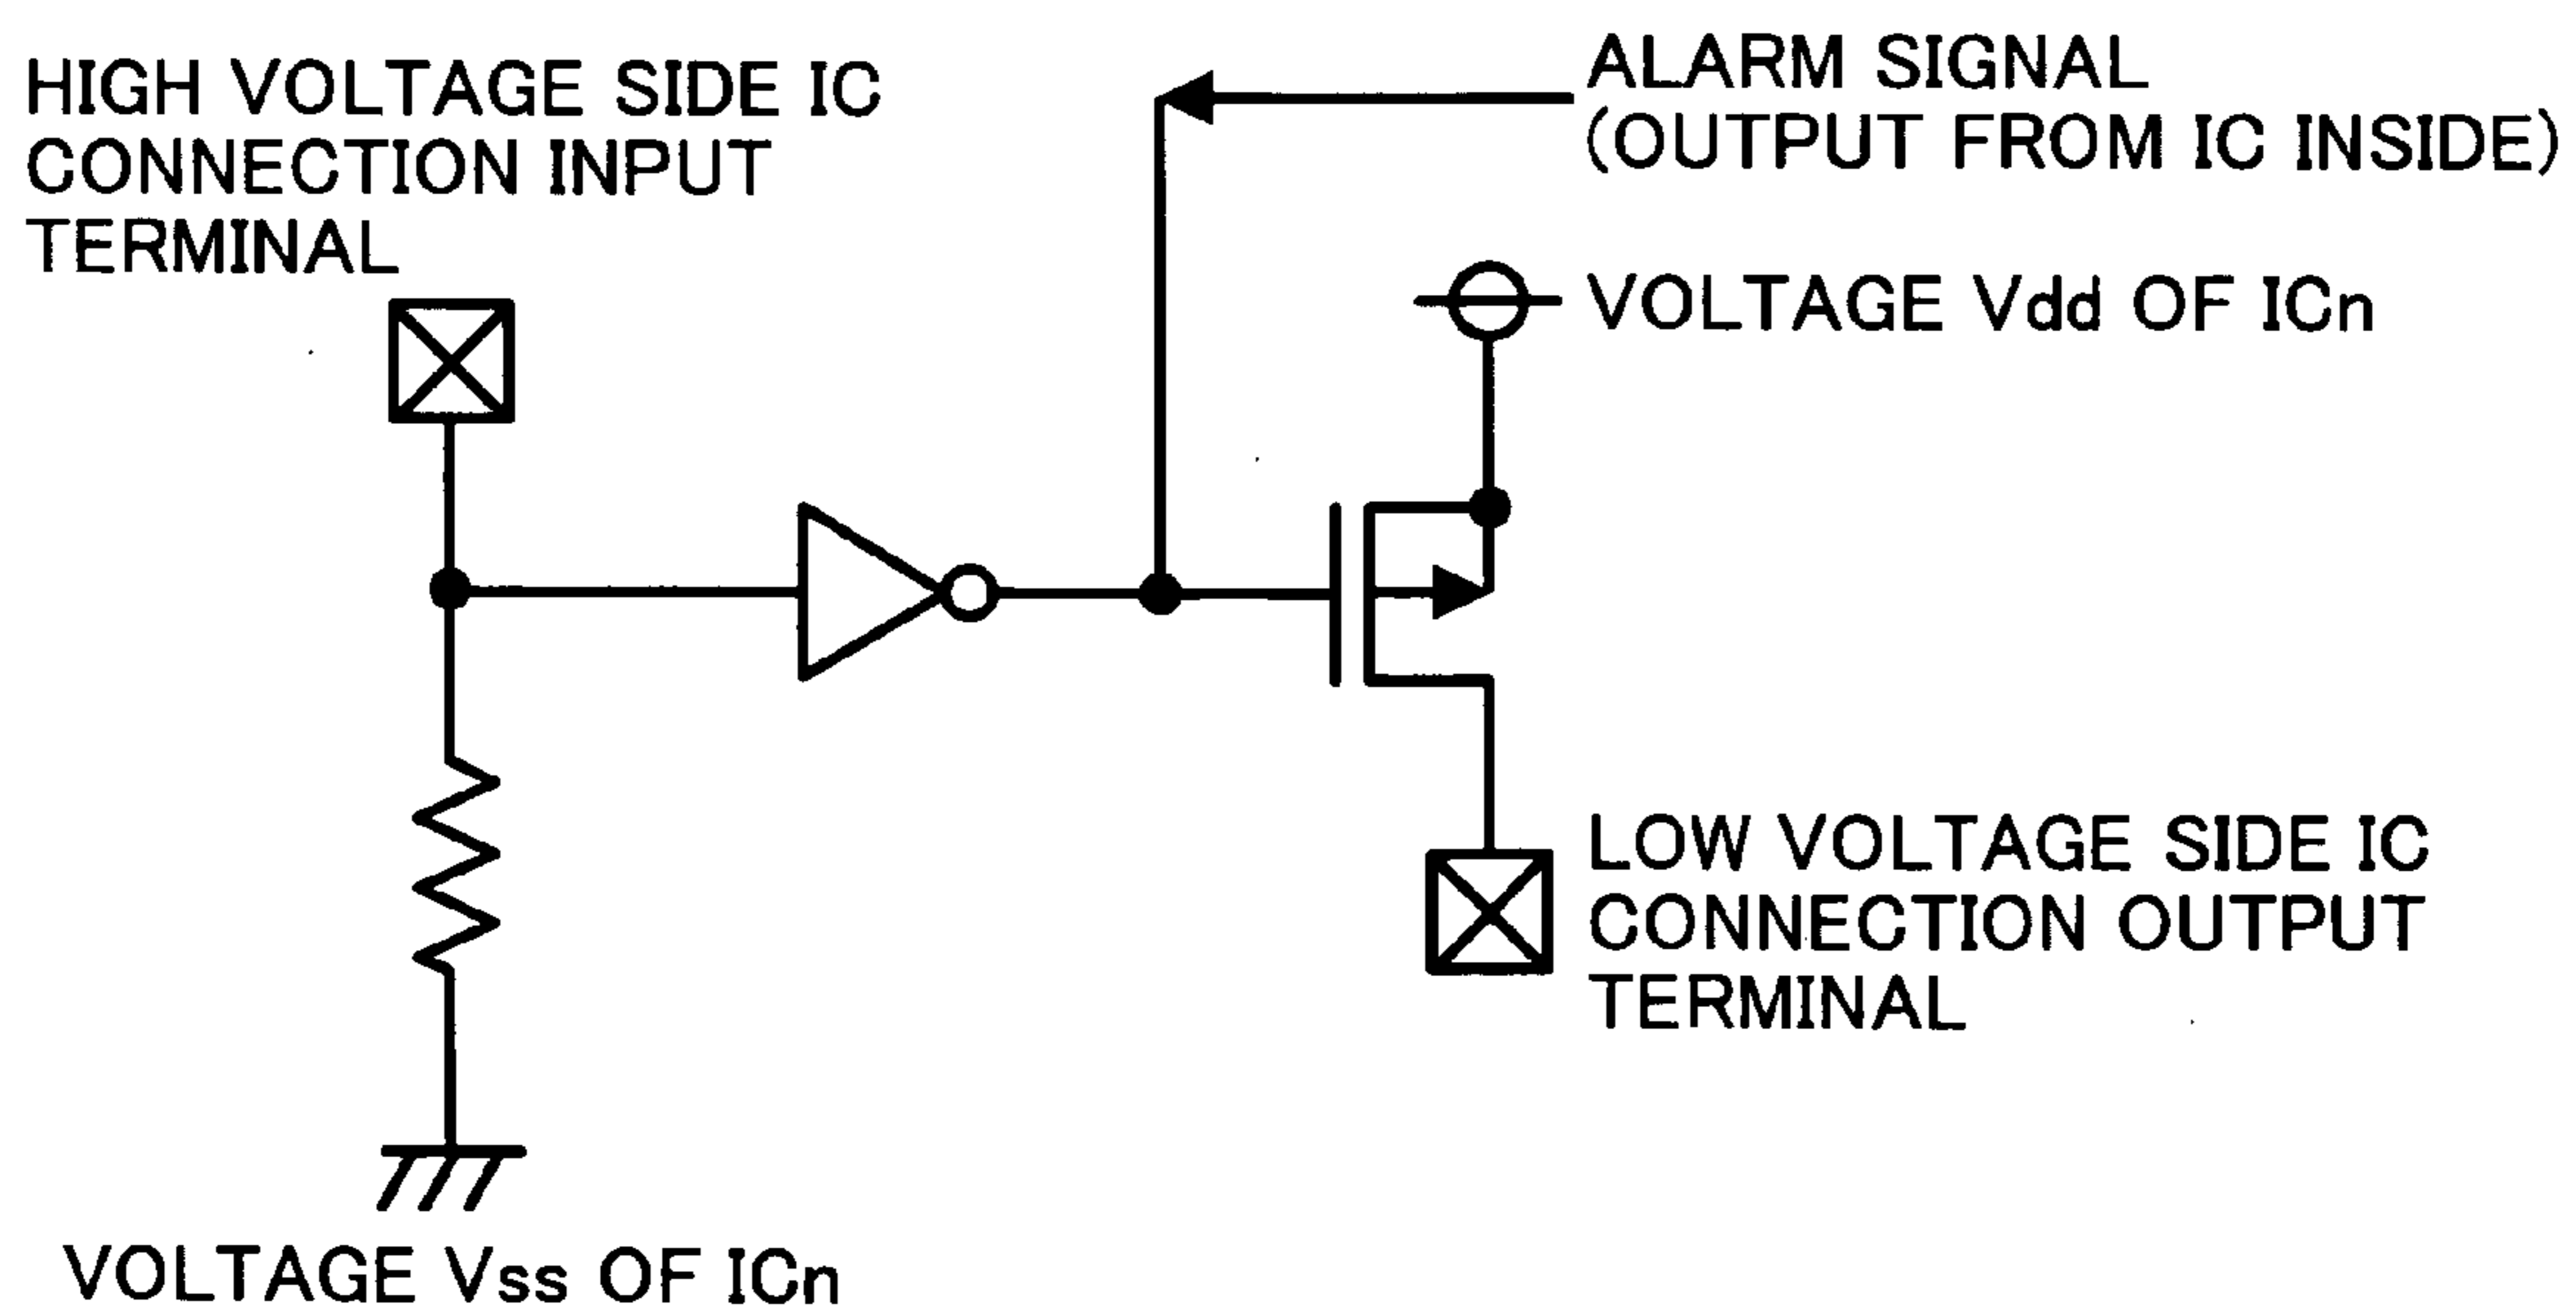 HIGH VOLTAGE SIDE IC
CONNECTION INPUT
TERMINAL
ALARM SIGNAL
(OUTPUT FROM IC INSIDE)
VOLTAGE Vdd OF ICn
LOW VOLTAGE SIDE IC
CONNECTION OUTPUT
TERMINAL
VOLTAGE Vss OF ICn